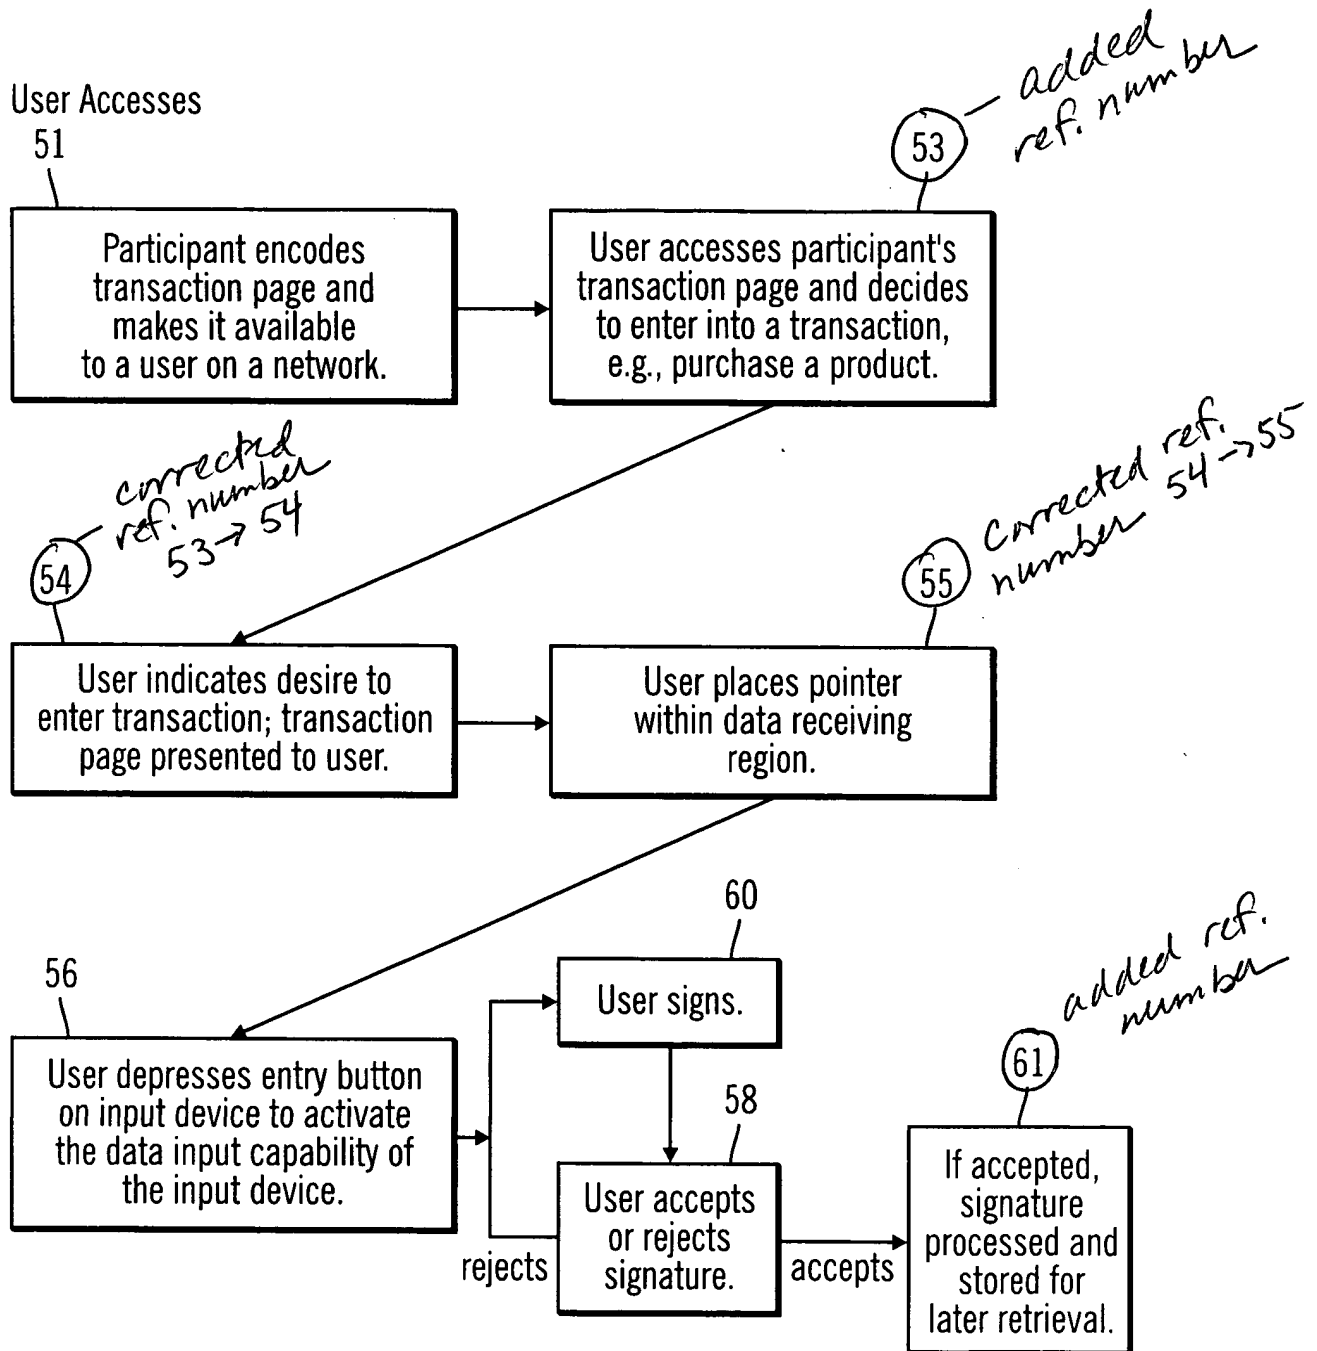 User Accesses
51
53
added
ref. number
Participant encodes
transaction page and
makes it available
to a user on a network.
User accesses participant's
transaction page and decides
to enter into a transaction,
e.g., purchase a product.
54
corrected
ref. number
53→54
55
Corrected ref.
number 54→55
User indicates desire to
enter transaction; transaction
page presented to user.
User places pointer
within data receiving
region.
56
User depresses entry button
on input device to activate
the data input capability of
the input device.
60
User signs.
58
User accepts
or rejects
signature.
rejects
accepts
61
added ref.
number
If accepted,
signature
processed and
stored for
later retrieval.